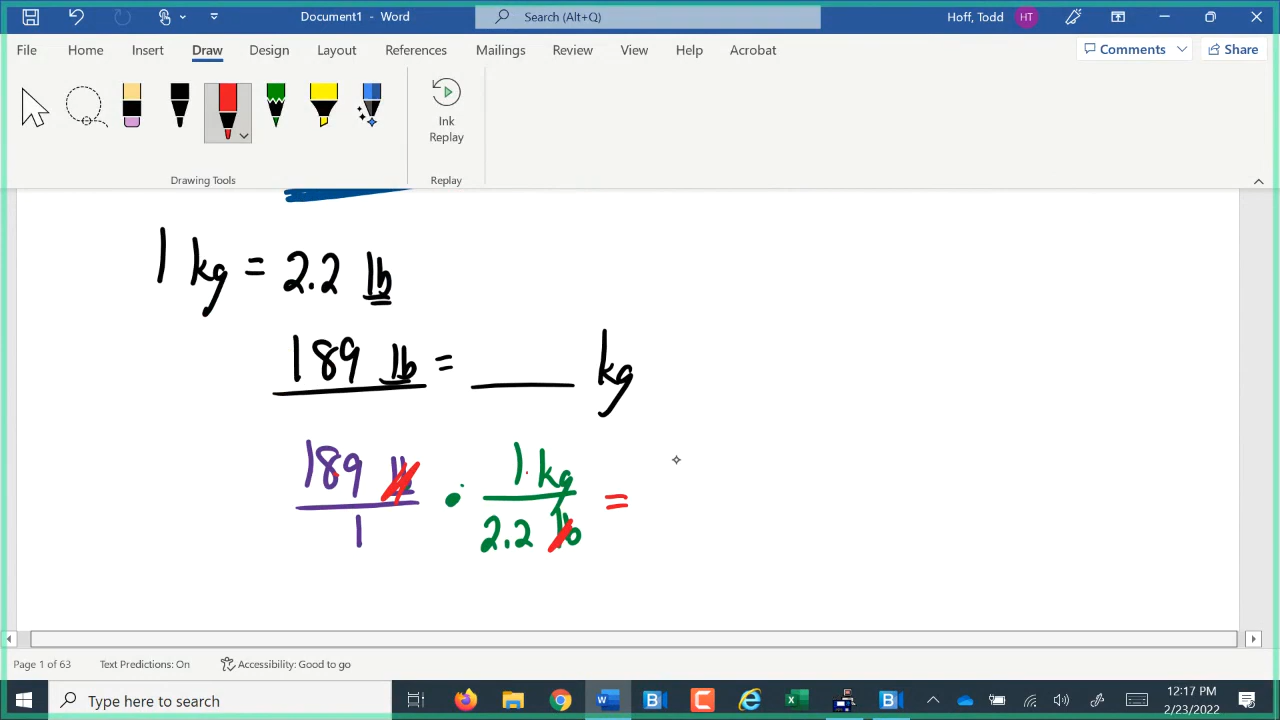 Document1 - Word
Search (Alt+Q)
Hoff, Todd HT
File Home Insert Draw Design Layout References Mailings Review View Help Acrobat Comments Share
Ink
Replay
Drawing Tools Replay
1 kg = 2.2 lb
189 lb = ____ kg
189 lb / 1 • 1 kg / 2.2 lb =
Page 1 of 63 Text Predictions: On Accessibility: Good to go
Type here to search
12:17 PM
2/23/2022